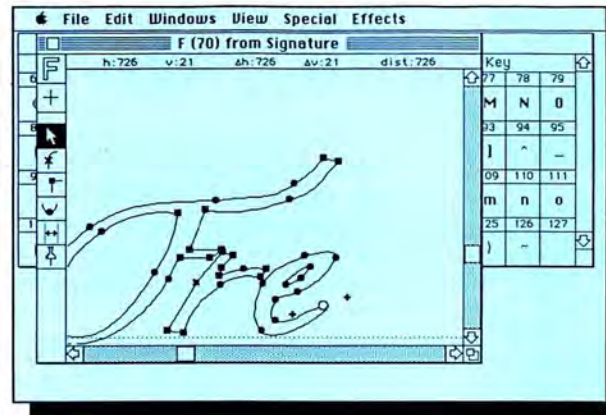 File Edit Windows View Special Effects
F (70) from Signature
h:726 v:21 Δh:726 Δv:21 dist:726
Key
77 78 79
M N O
93 94 95
] ^ _
109 110 111
m n o
125 126 127
} ~
Fre